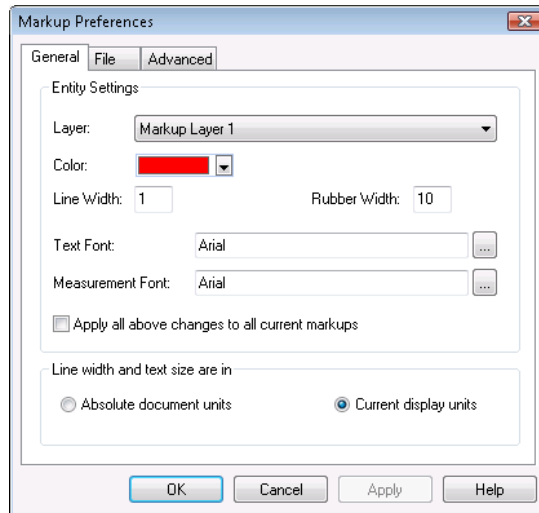 Markup Preferences
General File Advanced
Entity Settings
Layer: Markup Layer 1
Color:
Line Width: 1 Rubber Width: 10
Text Font: Arial ...
Measurement Font: Arial ...
Apply all above changes to all current markups
Line width and text size are in
Absolute document units Current display units
OK Cancel Apply Help